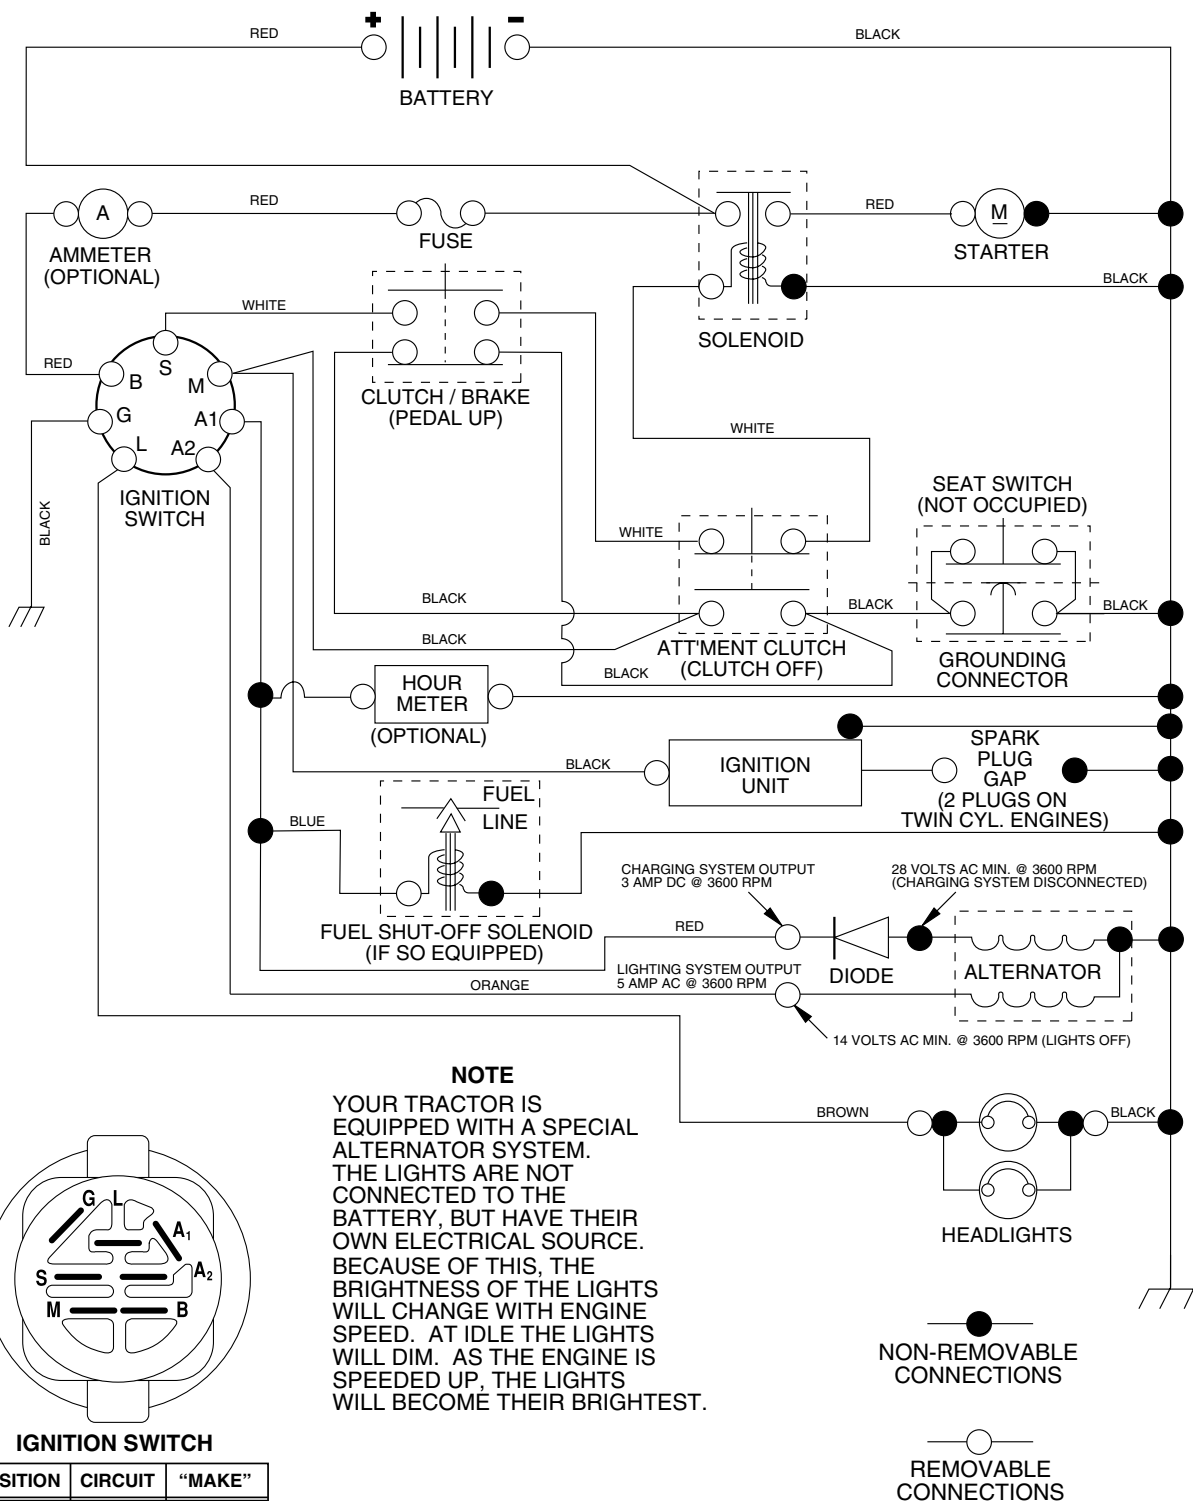 + −
RED
BLACK
BATTERY
A
RED
RED
M
AMMETER
(OPTIONAL)
FUSE
STARTER
BLACK
SOLENOID
WHITE
RED
S
B
M
G
A1
L
A2
CLUTCH / BRAKE
(PEDAL UP)
WHITE
IGNITION
SWITCH
BLACK
SEAT SWITCH
(NOT OCCUPIED)
WHITE
BLACK
BLACK
BLACK
BLACK
ATT'MENT CLUTCH
(CLUTCH OFF)
BLACK
GROUNDING
CONNECTOR
HOUR
METER
(OPTIONAL)
BLACK
IGNITION
UNIT
SPARK
PLUG
GAP
(2 PLUGS ON
TWIN CYL. ENGINES)
FUEL
LINE
BLUE
FUEL SHUT-OFF SOLENOID
(IF SO EQUIPPED)
CHARGING SYSTEM OUTPUT
3 AMP DC @ 3600 RPM
28 VOLTS AC MIN. @ 3600 RPM
(CHARGING SYSTEM DISCONNECTED)
RED
DIODE
ALTERNATOR
LIGHTING SYSTEM OUTPUT
5 AMP AC @ 3600 RPM
ORANGE
14 VOLTS AC MIN. @ 3600 RPM (LIGHTS OFF)
NOTE
YOUR TRACTOR IS
EQUIPPED WITH A SPECIAL
ALTERNATOR SYSTEM.
THE LIGHTS ARE NOT
CONNECTED TO THE
BATTERY, BUT HAVE THEIR
OWN ELECTRICAL SOURCE.
BECAUSE OF THIS, THE
BRIGHTNESS OF THE LIGHTS
WILL CHANGE WITH ENGINE
SPEED. AT IDLE THE LIGHTS
WILL DIM. AS THE ENGINE IS
SPEEDED UP, THE LIGHTS
WILL BECOME THEIR BRIGHTEST.
BROWN
BLACK
HEADLIGHTS
G L
A1
A2
S
M
B
IGNITION SWITCH
SITION CIRCUIT “MAKE”
NON-REMOVABLE
CONNECTIONS
REMOVABLE
CONNECTIONS